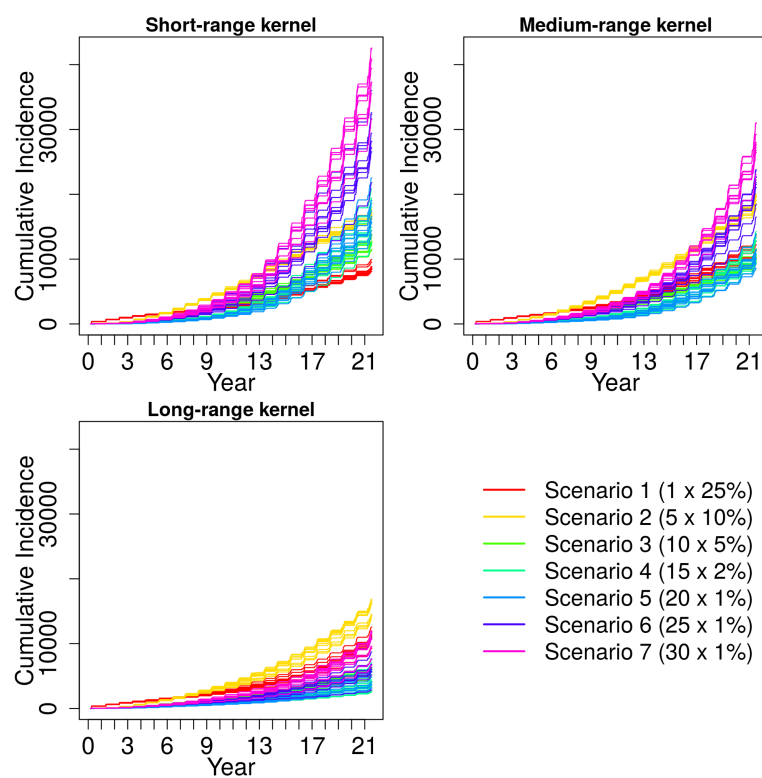 Short-range kernel
Cumulative Incidence
0 10000 30000
0 3 6 9 13 17 21
Year
Medium-range kernel
Cumulative Incidence
0 10000 30000
0 3 6 9 13 17 21
Year
Long-range kernel
Cumulative Incidence
0 10000 30000
0 3 6 9 13 17 21
Year
Scenario 1 (1 x 25%)
Scenario 2 (5 x 10%)
Scenario 3 (10 x 5%)
Scenario 4 (15 x 2%)
Scenario 5 (20 x 1%)
Scenario 6 (25 x 1%)
Scenario 7 (30 x 1%)